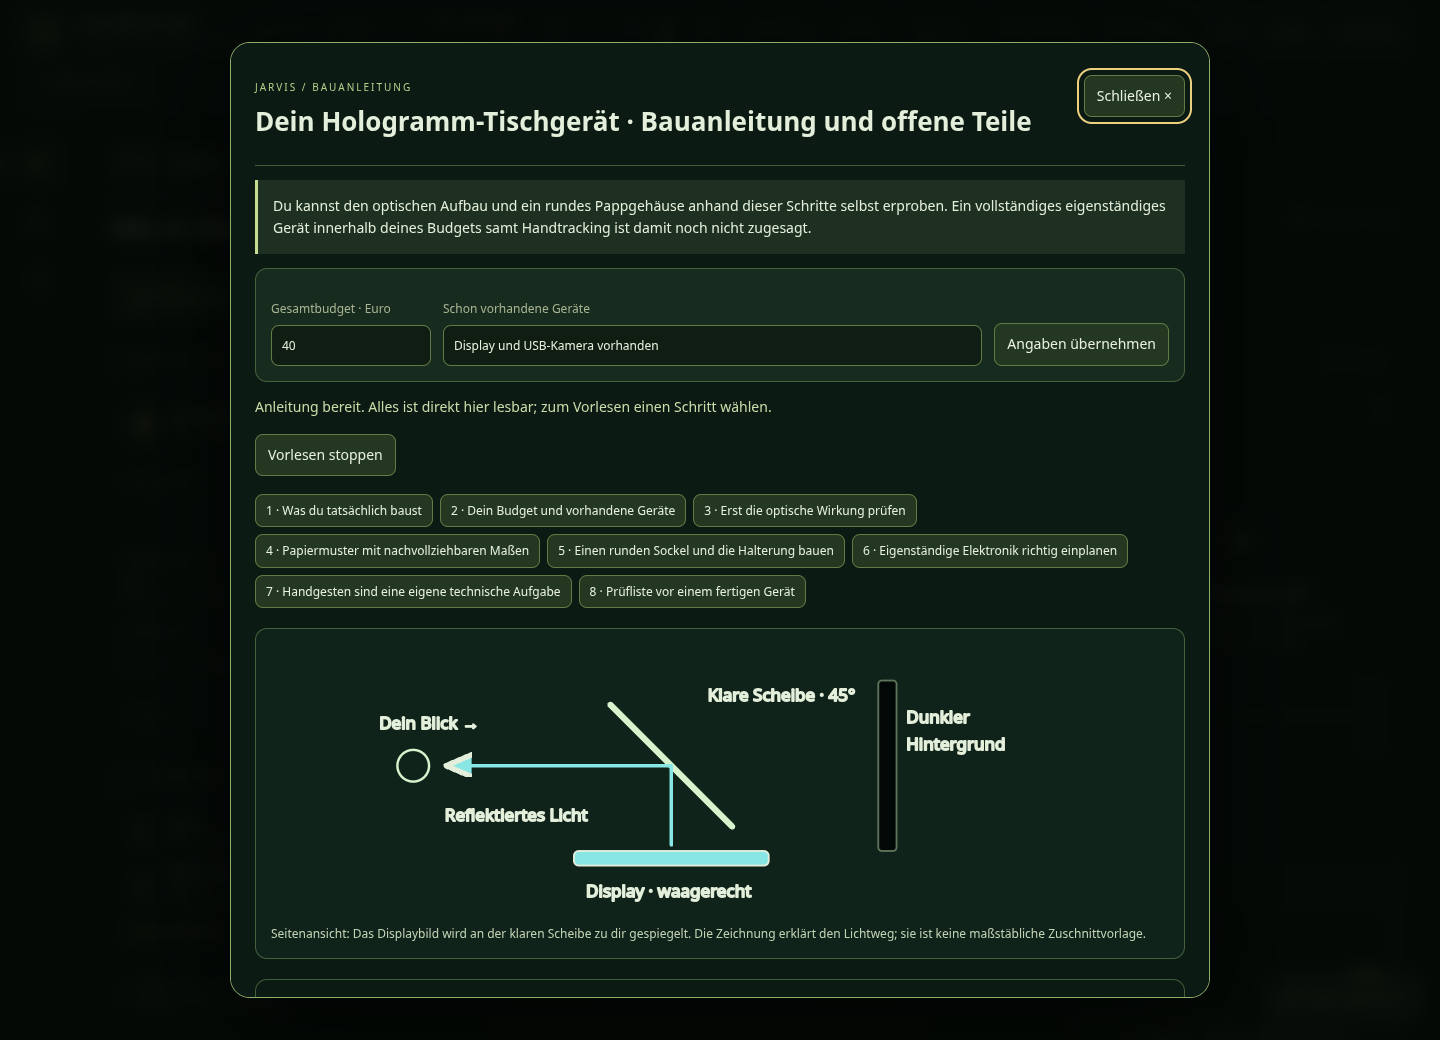 JARVIS / BAUANLEITUNG
Dein Hologramm-Tischgerät · Bauanleitung und offene Teile
Schließen ×
Du kannst den optischen Aufbau und ein rundes Pappgehäuse anhand dieser Schritte selbst erproben. Ein vollständiges eigenständiges
Gerät innerhalb deines Budgets samt Handtracking ist damit noch nicht zugesagt.
Gesamtbudget · Euro
Schon vorhandene Geräte
40
Display und USB-Kamera vorhanden
Angaben übernehmen
Anleitung bereit. Alles ist direkt hier lesbar; zum Vorlesen einen Schritt wählen.
Vorlesen stoppen
1 · Was du tatsächlich baust
2 · Dein Budget und vorhandene Geräte
3 · Erst die optische Wirkung prüfen
4 · Papiermuster mit nachvollziehbaren Maßen
5 · Einen runden Sockel und die Halterung bauen
6 · Eigenständige Elektronik richtig einplanen
7 · Handgesten sind eine eigene technische Aufgabe
8 · Prüfliste vor einem fertigen Gerät
Klare Scheibe · 45°
Dein Blick →
Dunkler
Hintergrund
Reflektiertes Licht
Display · waagerecht
Seitenansicht: Das Displaybild wird an der klaren Scheibe zu dir gespiegelt. Die Zeichnung erklärt den Lichtweg; sie ist keine maßstäbliche Zuschnittvorlage.